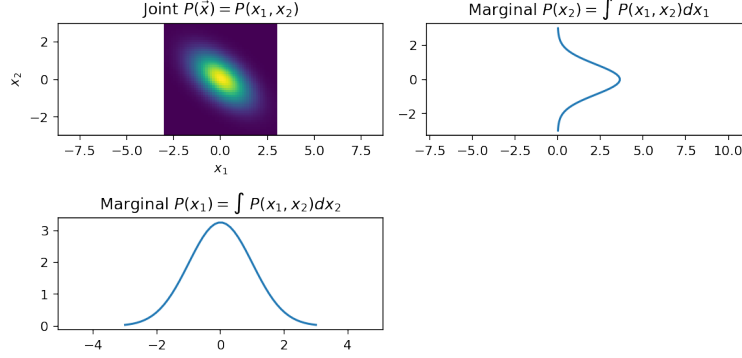 Joint P(x⃗) = P(x₁, x₂)
2
0
−2
x₂
−7.5 −5.0 −2.5 0.0 2.5 5.0 7.5
x₁
Marginal P(x₂) = ∫ P(x₁, x₂)dx₁
2
0
−2
−7.5 −5.0 −2.5 0.0 2.5 5.0 7.5 10.0
Marginal P(x₁) = ∫ P(x₁, x₂)dx₂
3
2
1
0
−4 −2 0 2 4